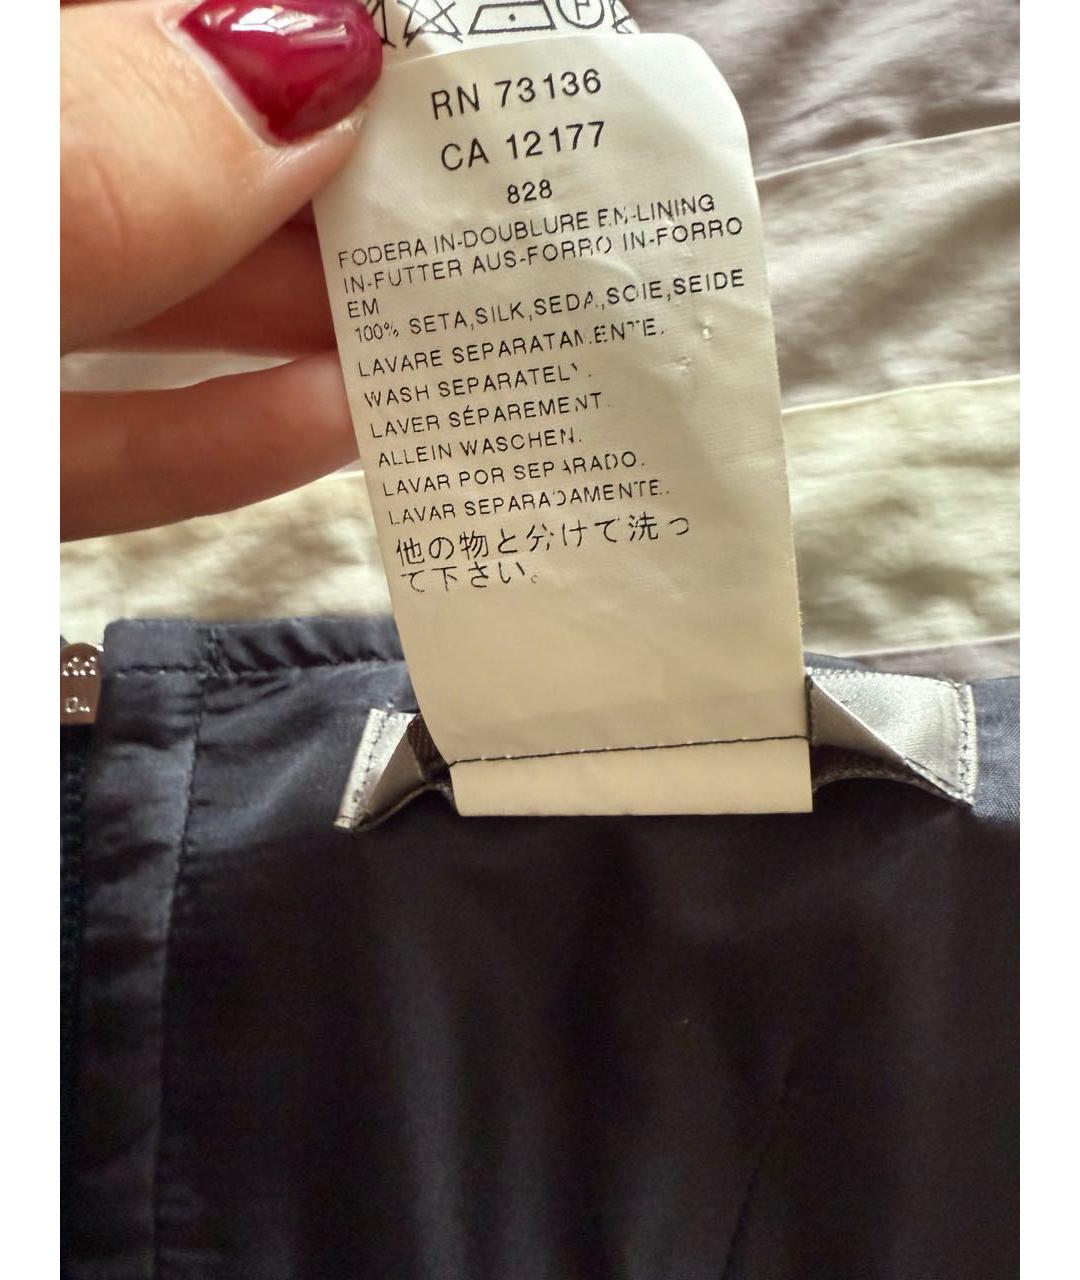 RN 73136
CA 12177
828
FODERA IN-DOUBLURE EN-LINING
IN-FUTTER AUS-FORRO IN-FORRO
EM
100% SETA,SILK,SEDA,SOIE,SEIDE
LAVARE SEPARATAMENTE.
WASH SEPARATELY.
LAVER SÉPAREMENT.
ALLEIN WASCHEN.
LAVAR POR SEPARADO.
LAVAR SEPARADAMENTE.
他の物と分けて洗っ
て下さい。